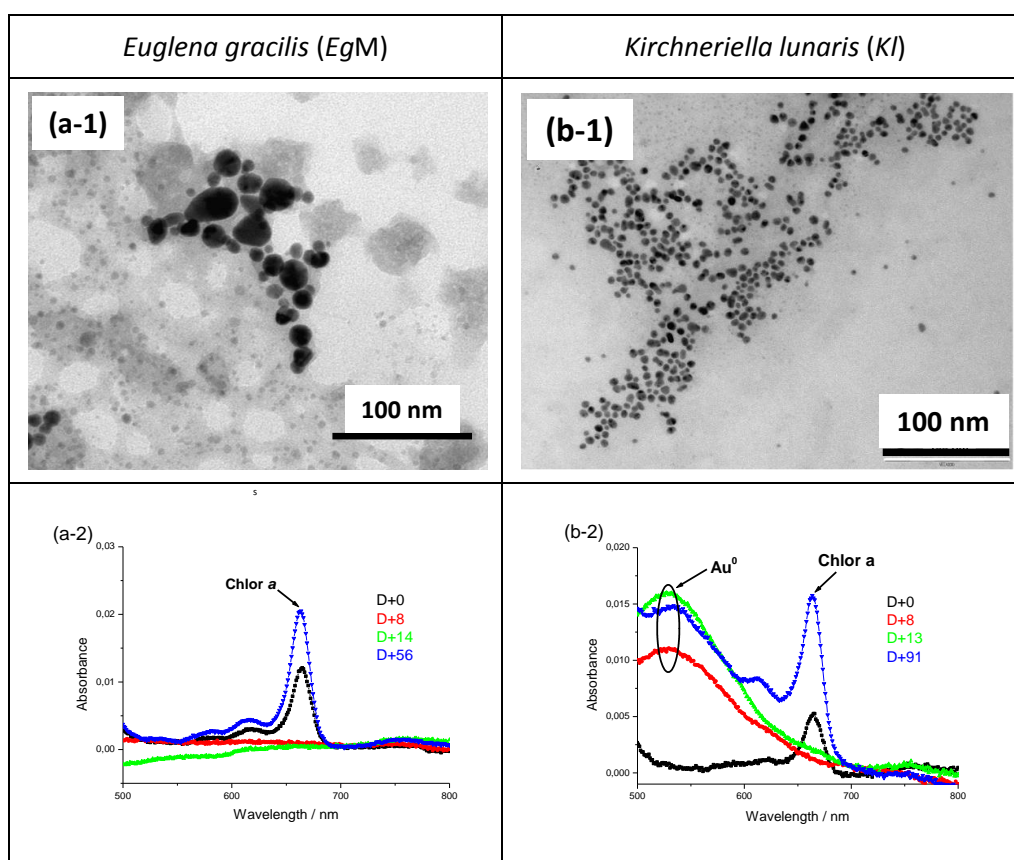 Euglena gracilis (EgM)
Kirchneriella lunaris (Kl)
(a-1)
100 nm
(b-1)
100 nm
s
(a-2)
0,03
0,02
0,01
0,00
Absorbance
Chlor a
D+0
D+8
D+14
D+56
500 600 700 800
Wavelength / nm
(b-2)
0,020
0,015
0,010
0,005
0,000
Absorbance
Au⁰
Chlor a
D+0
D+8
D+13
D+91
500 600 700 800
Wavelength / nm